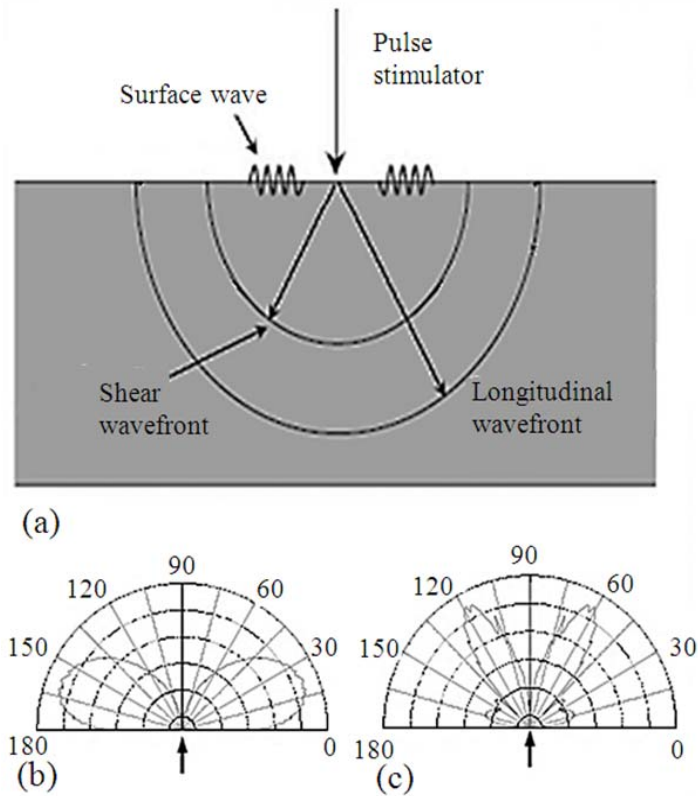 Pulse
stimulator
Surface wave
Shear
wavefront
Longitudinal
wavefront
(a)
90
120
60
150
30
180
0
(b)
90
120
60
150
30
180
0
(c)